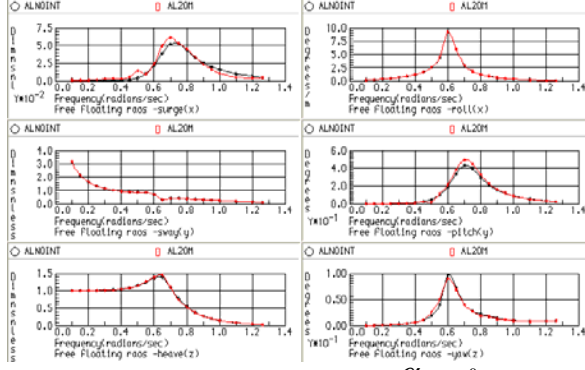 ALNOINT AL20M
Dimnsnl
7.5
5.0
2.5
0.0
0.0 0.2 0.4 0.6 0.8 1.0 1.2 1.4
Y*10-2
Frequency(radians/sec)
Free floating raos -surge(x)
ALNOINT AL20M
Degrees/m
10.0
7.5
5.0
2.5
0.0
0.0 0.2 0.4 0.6 0.8 1.0 1.2 1.4
Frequency(radians/sec)
Free floating raos -roll(x)
ALNOINT AL20M
Dimnsnless
4.0
3.0
2.0
1.0
0.0
0.0 0.2 0.4 0.6 0.8 1.0 1.2 1.4
Frequency(radians/sec)
Free floating raos -sway(y)
ALNOINT AL20M
Degrees
6.0
4.0
2.0
0.0
0.0 0.2 0.4 0.6 0.8 1.0 1.2 1.4
Y*10-1
Frequency(radians/sec)
Free floating raos -pitch(y)
ALNOINT AL20M
Dimnsnless
1.5
1.0
0.5
0.0
0.0 0.2 0.4 0.6 0.8 1.0 1.2 1.4
Frequency(radians/sec)
Free floating raos -heave(z)
ALNOINT AL20M
Degrees
1.00
0.50
0.00
0.0 0.2 0.4 0.6 0.8 1.0 1.2 1.4
Y*10-1
Frequency(radians/sec)
Free floating raos -yaw(z)